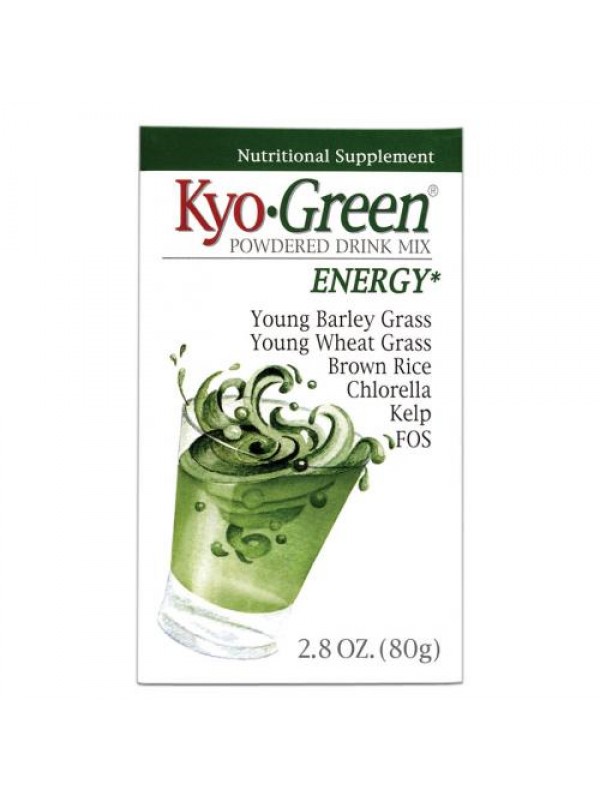 Nutritional Supplement
Kyo•Green®
POWDERED DRINK MIX
ENERGY*
Young Barley Grass
Young Wheat Grass
Brown Rice
Chlorella
Kelp
FOS
2.8 OZ. (80g)